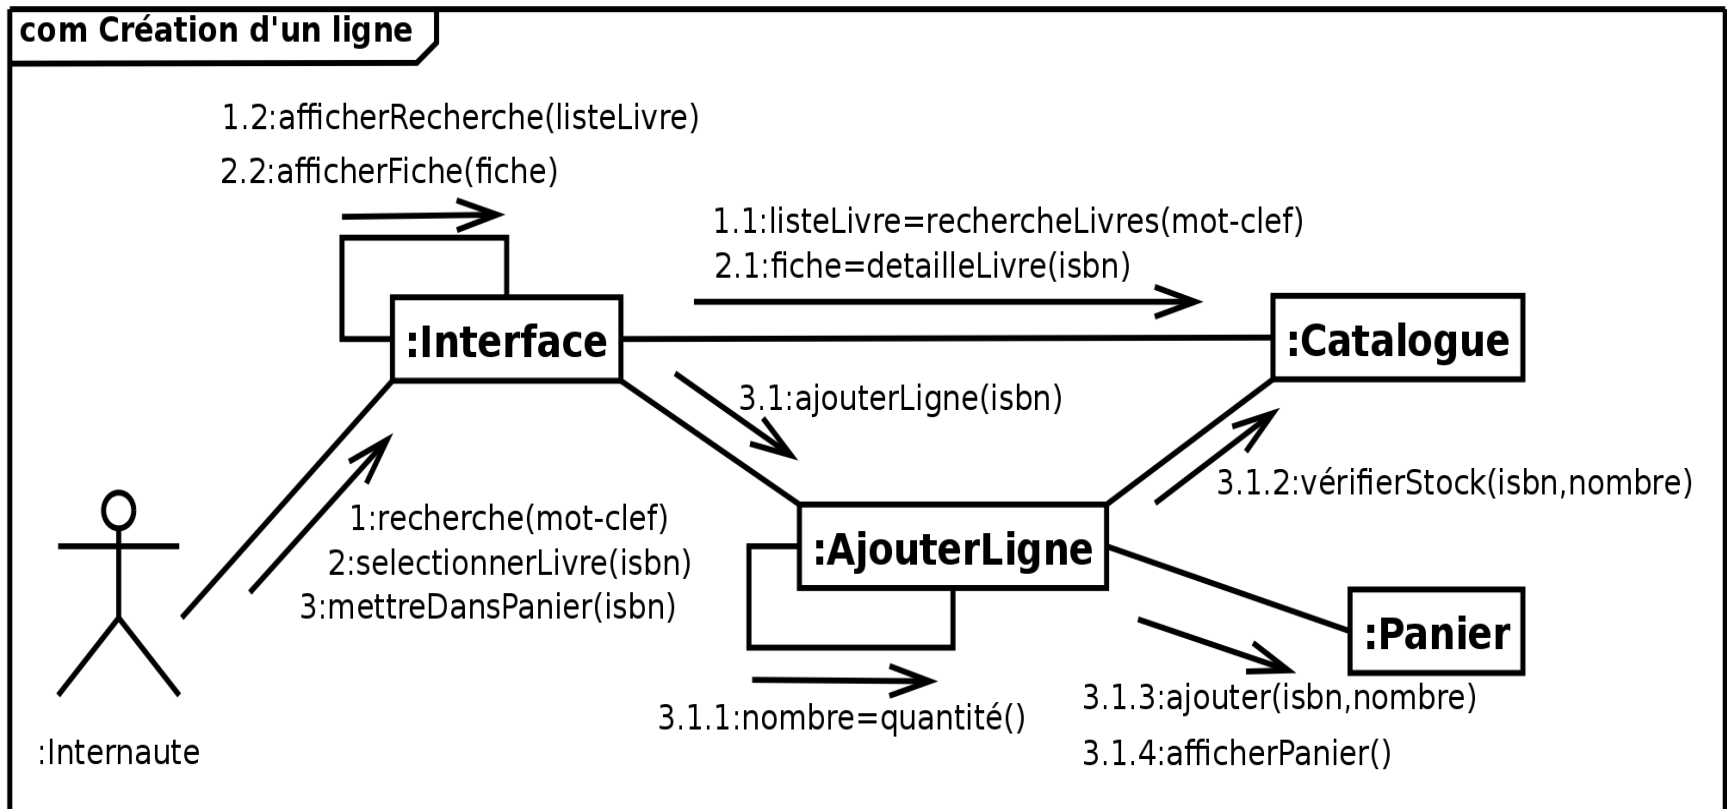 com Création d'un ligne
1.2:afficherRecherche(listeLivre)
2.2:afficherFiche(fiche)
1.1:listeLivre=rechercheLivres(mot-clef)
2.1:fiche=detailleLivre(isbn)
:Interface
:Catalogue
3.1:ajouterLigne(isbn)
3.1.2:vérifierStock(isbn,nombre)
1:recherche(mot-clef)
2:selectionnerLivre(isbn)
3:mettreDansPanier(isbn)
:AjouterLigne
:Panier
3.1.1:nombre=quantité()
3.1.3:ajouter(isbn,nombre)
3.1.4:afficherPanier()
:Internaute